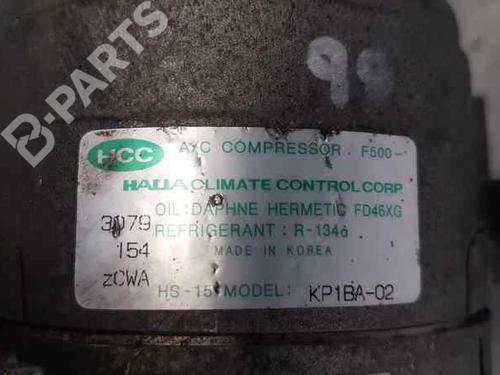 B-PARTS
99
HCC A/C COMPRESSOR F500-
HALLA CLIMATE CONTROL CORP.
OIL: DAPHNE HERMETIC FD46XG
3079 REFRIGERANT : R-134a
154 MADE IN KOREA
zCWA HS-15 MODEL: KP1BA-02